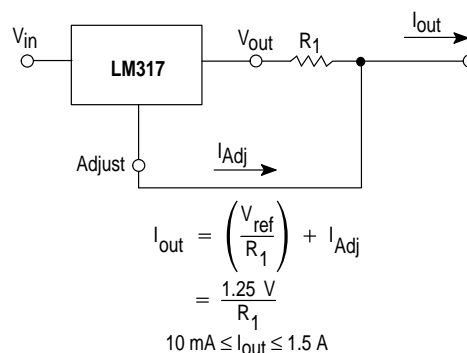 V_in
LM317
V_out
R_1
I_out
Adjust
I_Adj
I_out = (V_ref / R_1) + I_Adj
= 1.25 V / R_1
10 mA ≤ I_out ≤ 1.5 A